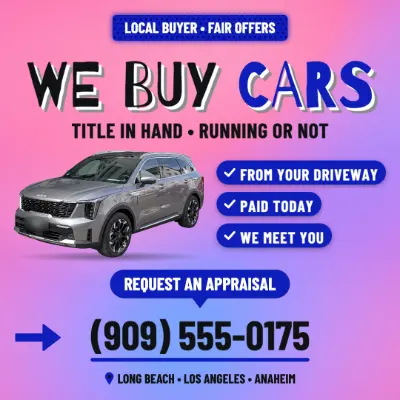 LOCAL BUYER • FAIR OFFERS
WE BUY CARS
TITLE IN HAND • RUNNING OR NOT
FROM YOUR DRIVEWAY
PAID TODAY
WE MEET YOU
REQUEST AN APPRAISAL
(909) 555-0175
LONG BEACH • LOS ANGELES • ANAHEIM